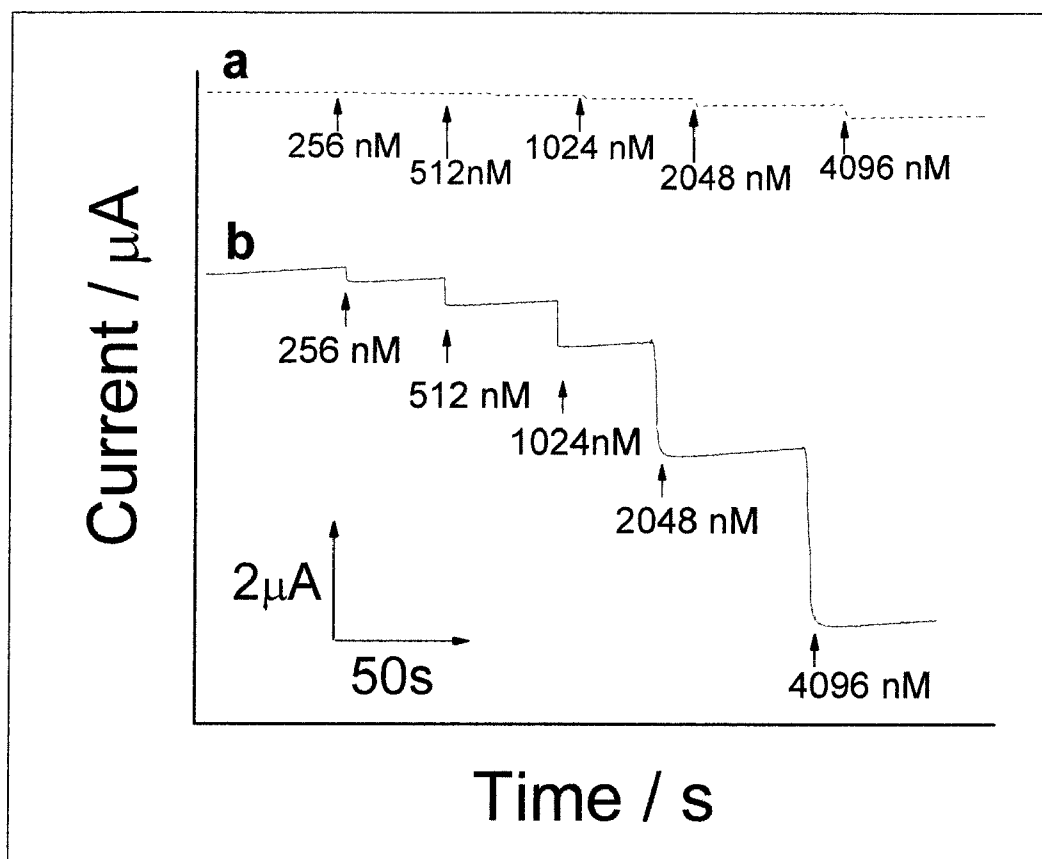 a
256 nM
512nM
1024 nM
2048 nM
4096 nM
b
256 nM
512 nM
1024nM
2048 nM
4096 nM
2μA
50s
Current / μA
Time / s